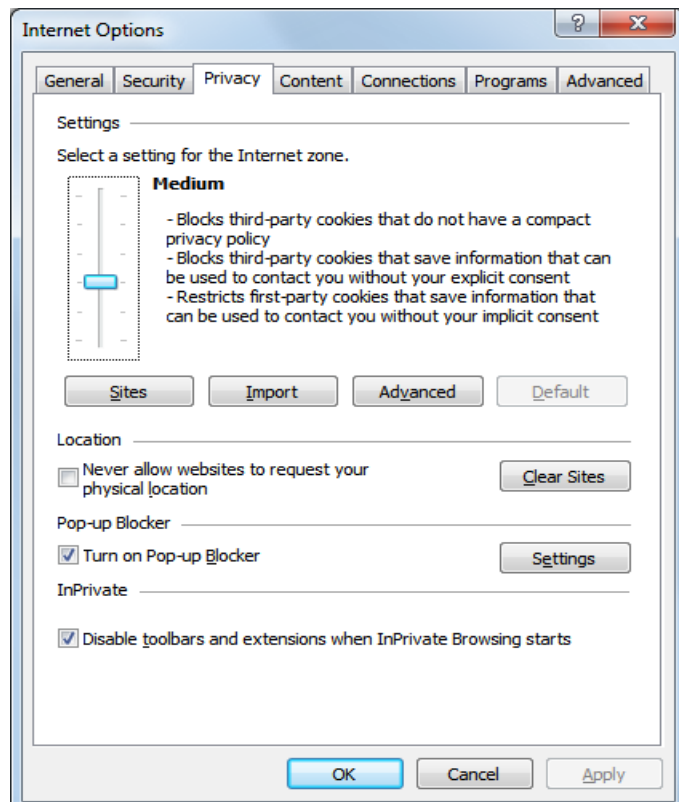 Internet Options
?
X
General Security Privacy Content Connections Programs Advanced
Settings
Select a setting for the Internet zone.
Medium
- Blocks third-party cookies that do not have a compact
privacy policy
- Blocks third-party cookies that save information that can
be used to contact you without your explicit consent
- Restricts first-party cookies that save information that
can be used to contact you without your implicit consent
Sites Import Advanced Default
Location
Never allow websites to request your
physical location
Clear Sites
Pop-up Blocker
Turn on Pop-up Blocker
Settings
InPrivate
Disable toolbars and extensions when InPrivate Browsing starts
OK Cancel Apply